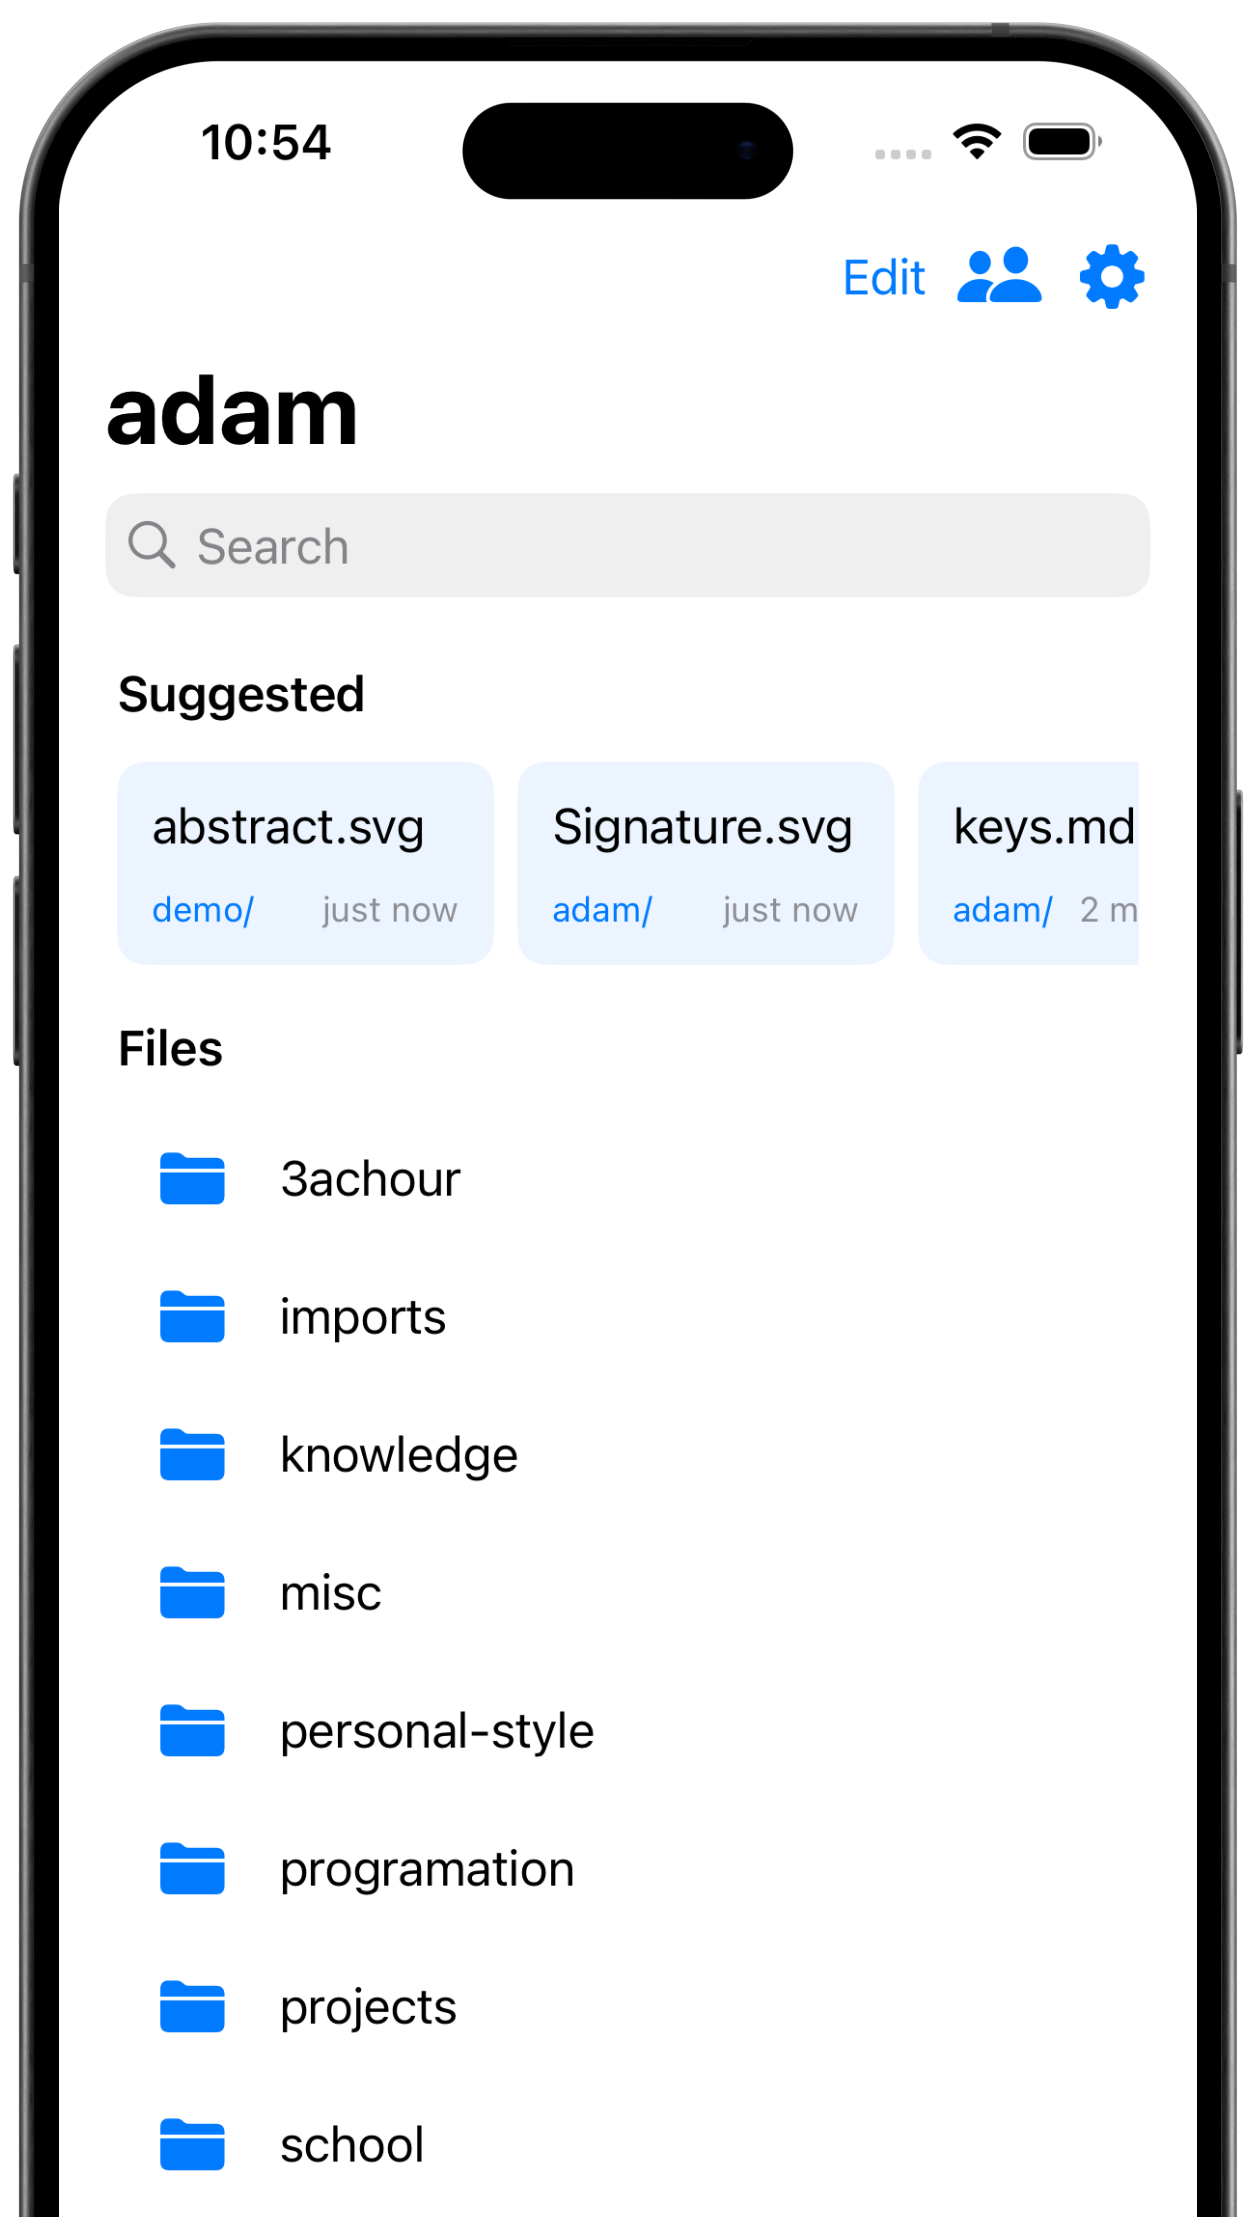 10:54
Edit
adam
Search
Suggested
abstract.svg
demo/ just now
Signature.svg
adam/ just now
keys.md
adam/ 2 m
Files
3achour
imports
knowledge
misc
personal-style
programation
projects
school